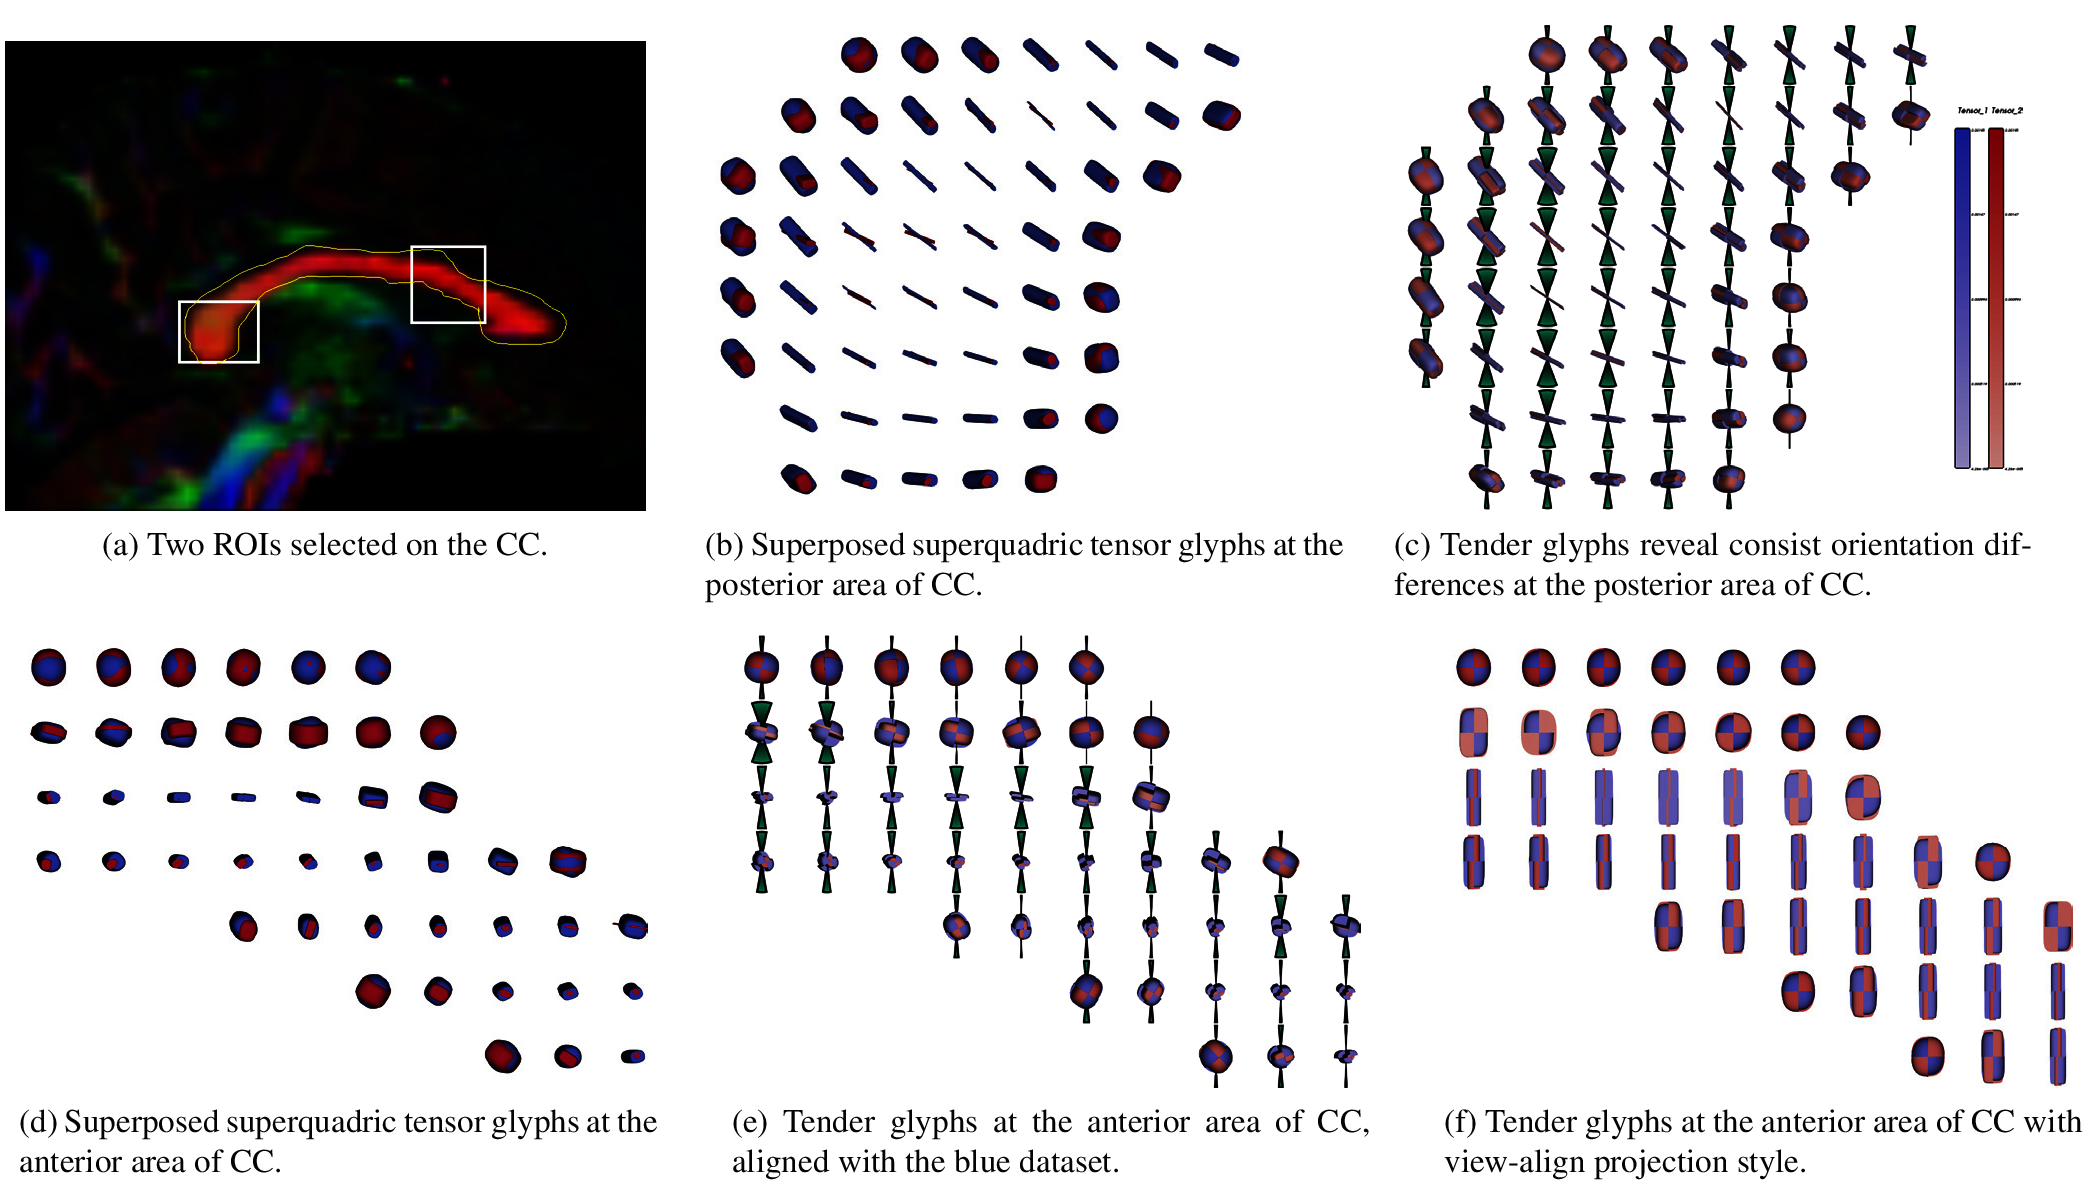 Tensor_1 Tensor_2
(a) Two ROIs selected on the CC.
(b) Superposed superquadric tensor glyphs at the
posterior area of CC.
(c) Tender glyphs reveal consist orientation dif-
ferences at the posterior area of CC.
(d) Superposed superquadric tensor glyphs at the
anterior area of CC.
(e) Tender glyphs at the anterior area of CC,
aligned with the blue dataset.
(f) Tender glyphs at the anterior area of CC with
view-align projection style.